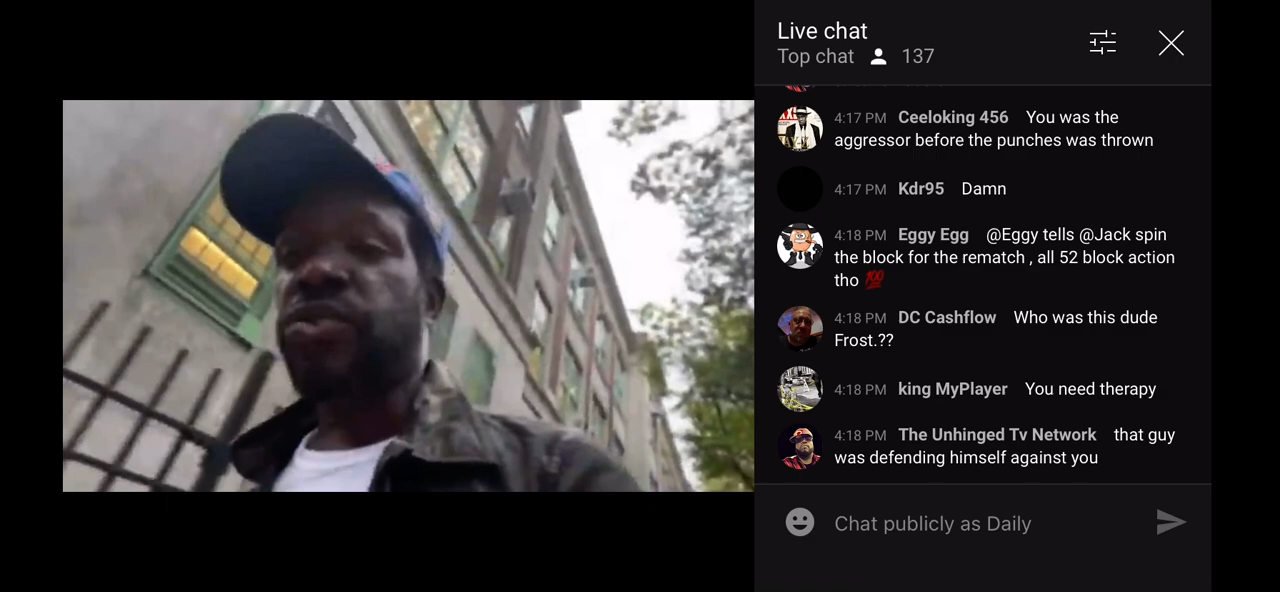 Live chat
Top chat 137
4:17 PM Ceeloking 456 You was the
aggressor before the punches was thrown
4:17 PM Kdr95 Damn
4:18 PM Eggy Egg @Eggy tells @Jack spin
the block for the rematch , all 52 block action
tho 💯
4:18 PM DC Cashflow Who was this dude
Frost.??
4:18 PM king MyPlayer You need therapy
4:18 PM The Unhinged Tv Network that guy
was defending himself against you
Chat publicly as Daily